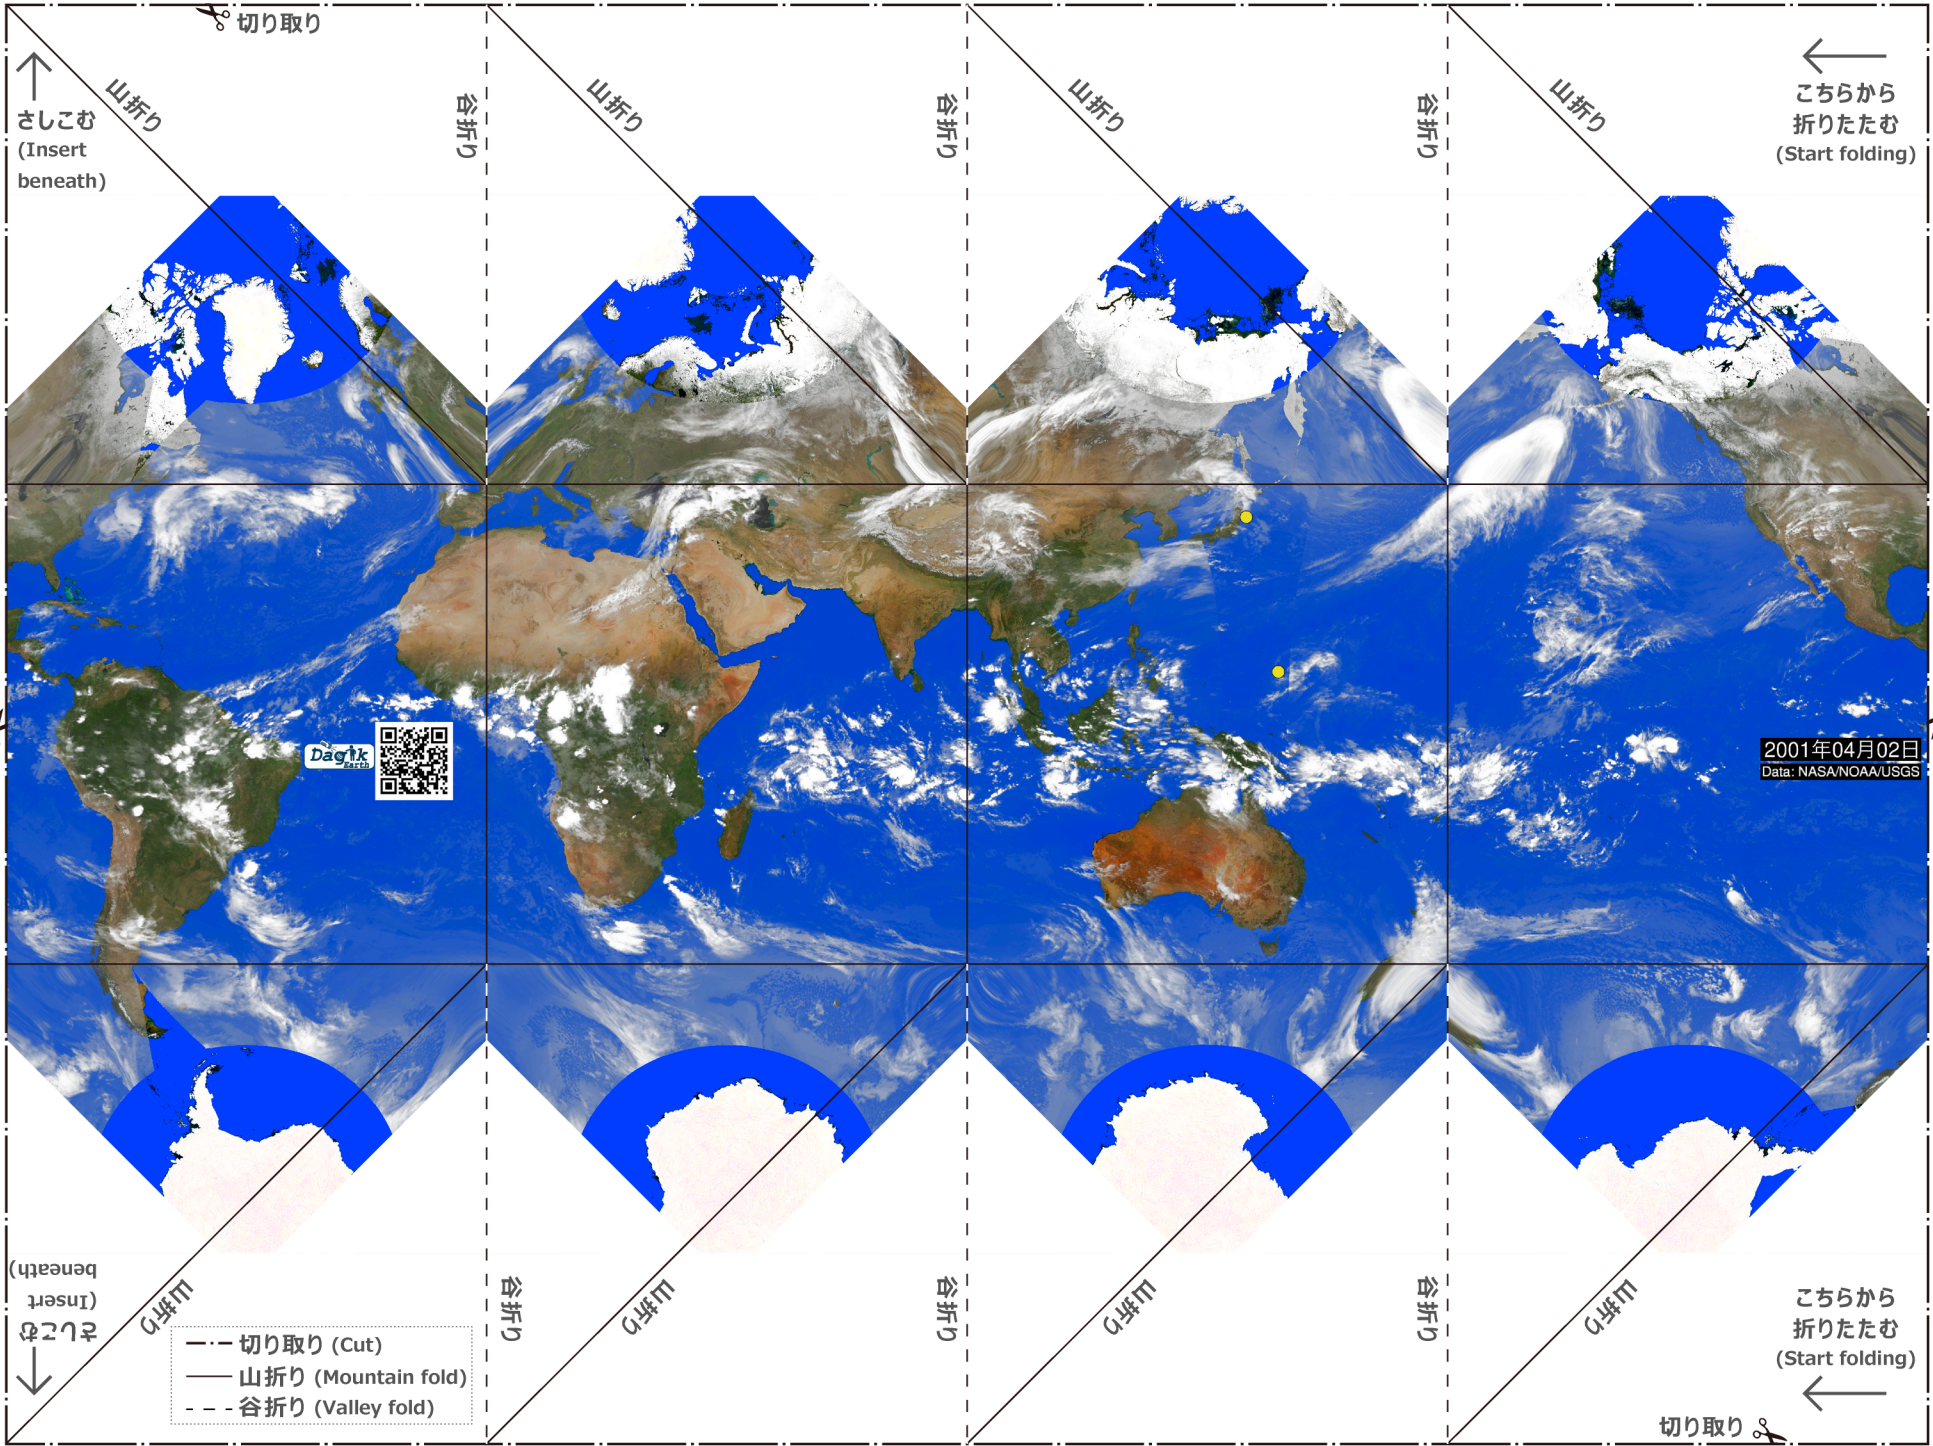 切り取り
山折り
谷折り
山折り
谷折り
山折り
谷折り
山折り
さしこむ
(Insert
beneath)
こちらから
折りたたむ
(Start folding)
Dagik
Earth
2001年04月02日
Data: NASA/NOAA/USGS
さしこむ
(Insert
beneath)
山折り
谷折り
山折り
谷折り
山折り
谷折り
山折り
こちらから
折りたたむ
(Start folding)
切り取り (Cut)
山折り (Mountain fold)
谷折り (Valley fold)
切り取り